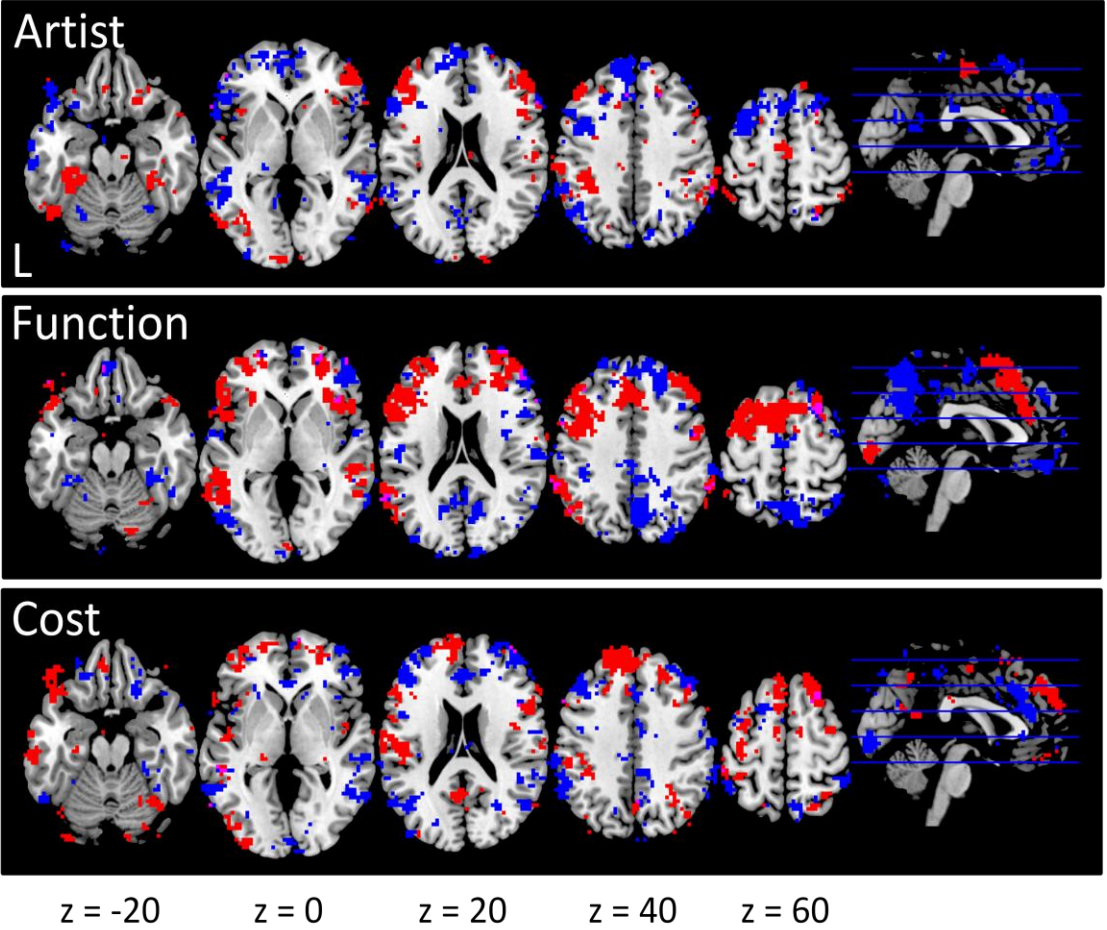 Artist
L
Function
Cost
z = -20 z = 0 z = 20 z = 40 z = 60